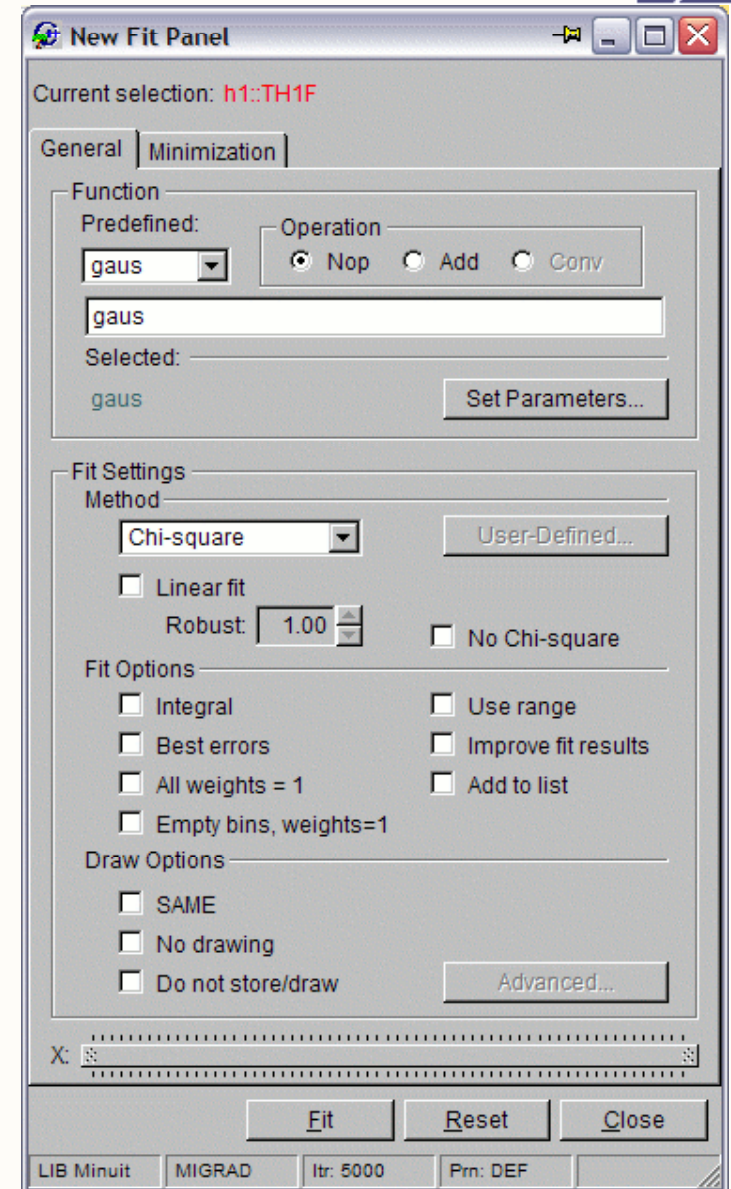 New Fit Panel
Current selection: h1::TH1F
General Minimization
Function
Predefined: Operation
gaus Nop Add Conv
gaus
Selected:
gaus Set Parameters...
Fit Settings
Method
Chi-square User-Defined...
Linear fit
Robust: 1.00 No Chi-square
Fit Options
Integral Use range
Best errors Improve fit results
All weights = 1 Add to list
Empty bins, weights=1
Draw Options
SAME
No drawing
Do not store/draw Advanced...
X:
Fit Reset Close
LIB Minuit MIGRAD Itr: 5000 Prn: DEF